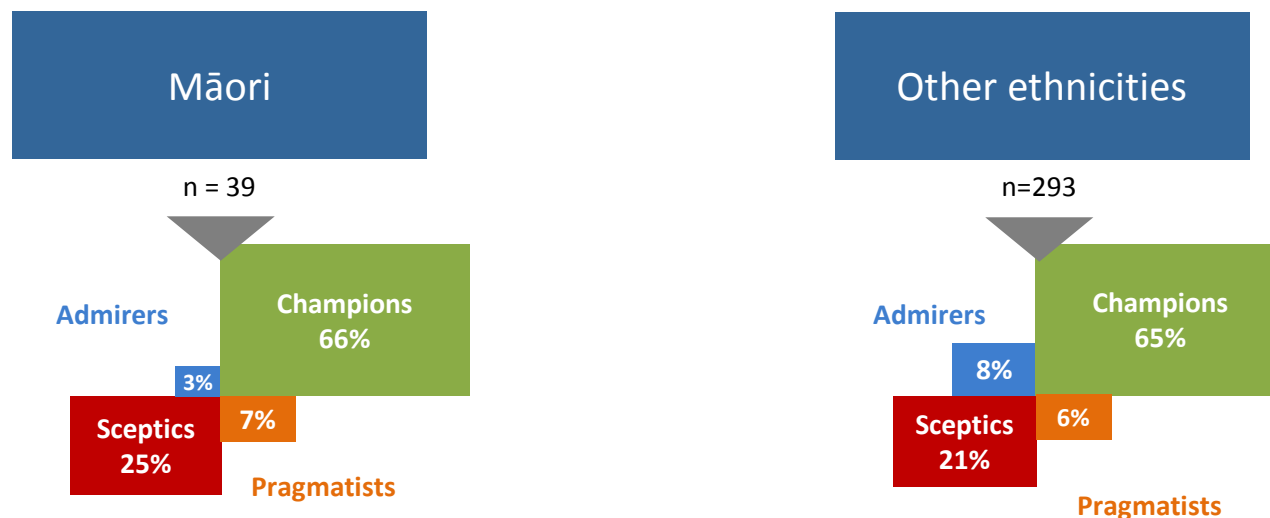 Māori
n = 39
Admirers
Champions
66%
3%
7%
Sceptics
25%
Pragmatists
Other ethnicities
n=293
Admirers
Champions
65%
8%
6%
Sceptics
21%
Pragmatists